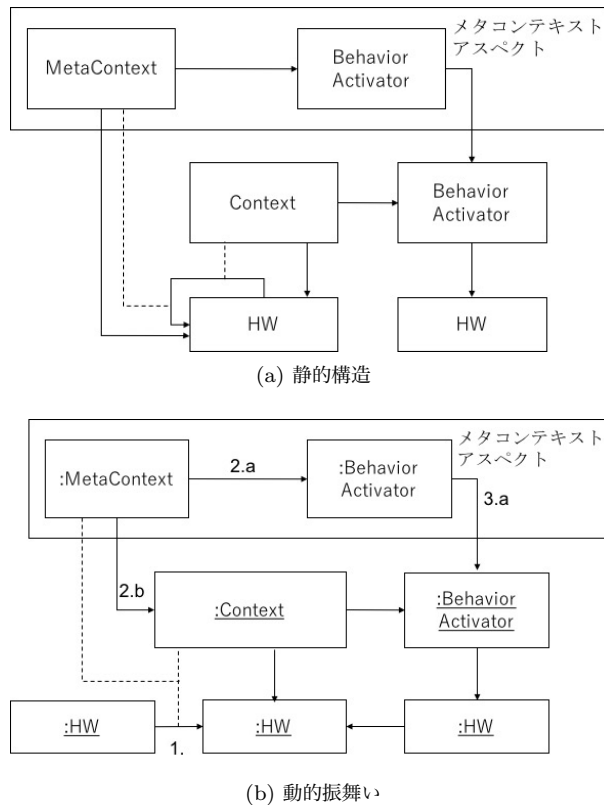 メタコンテキスト
アスペクト
MetaContext
Behavior
Activator
Context
Behavior
Activator
HW
HW
(a) 静的構造
メタコンテキスト
アスペクト
:MetaContext
2.a
:Behavior
Activator
3.a
2.b
:Context
:Behavior
Activator
:HW
1.
:HW
:HW
(b) 動的振舞い